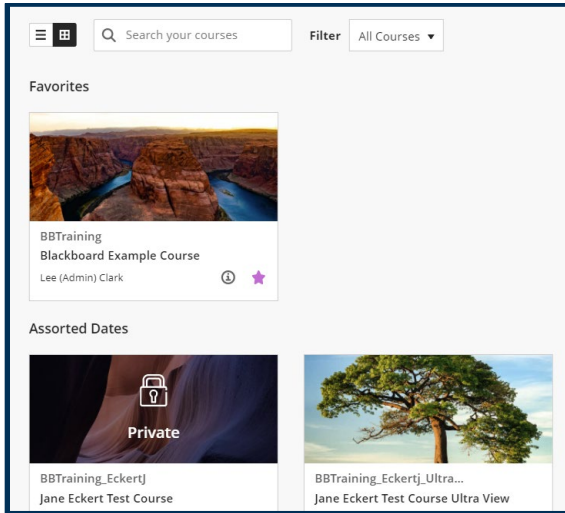 Search your courses
Filter
All Courses
Favorites
BBTraining
Blackboard Example Course
Lee (Admin) Clark
Assorted Dates
Private
BBTraining_EckertJ
Jane Eckert Test Course
BBTraining_Eckertj_Ultra...
Jane Eckert Test Course Ultra View